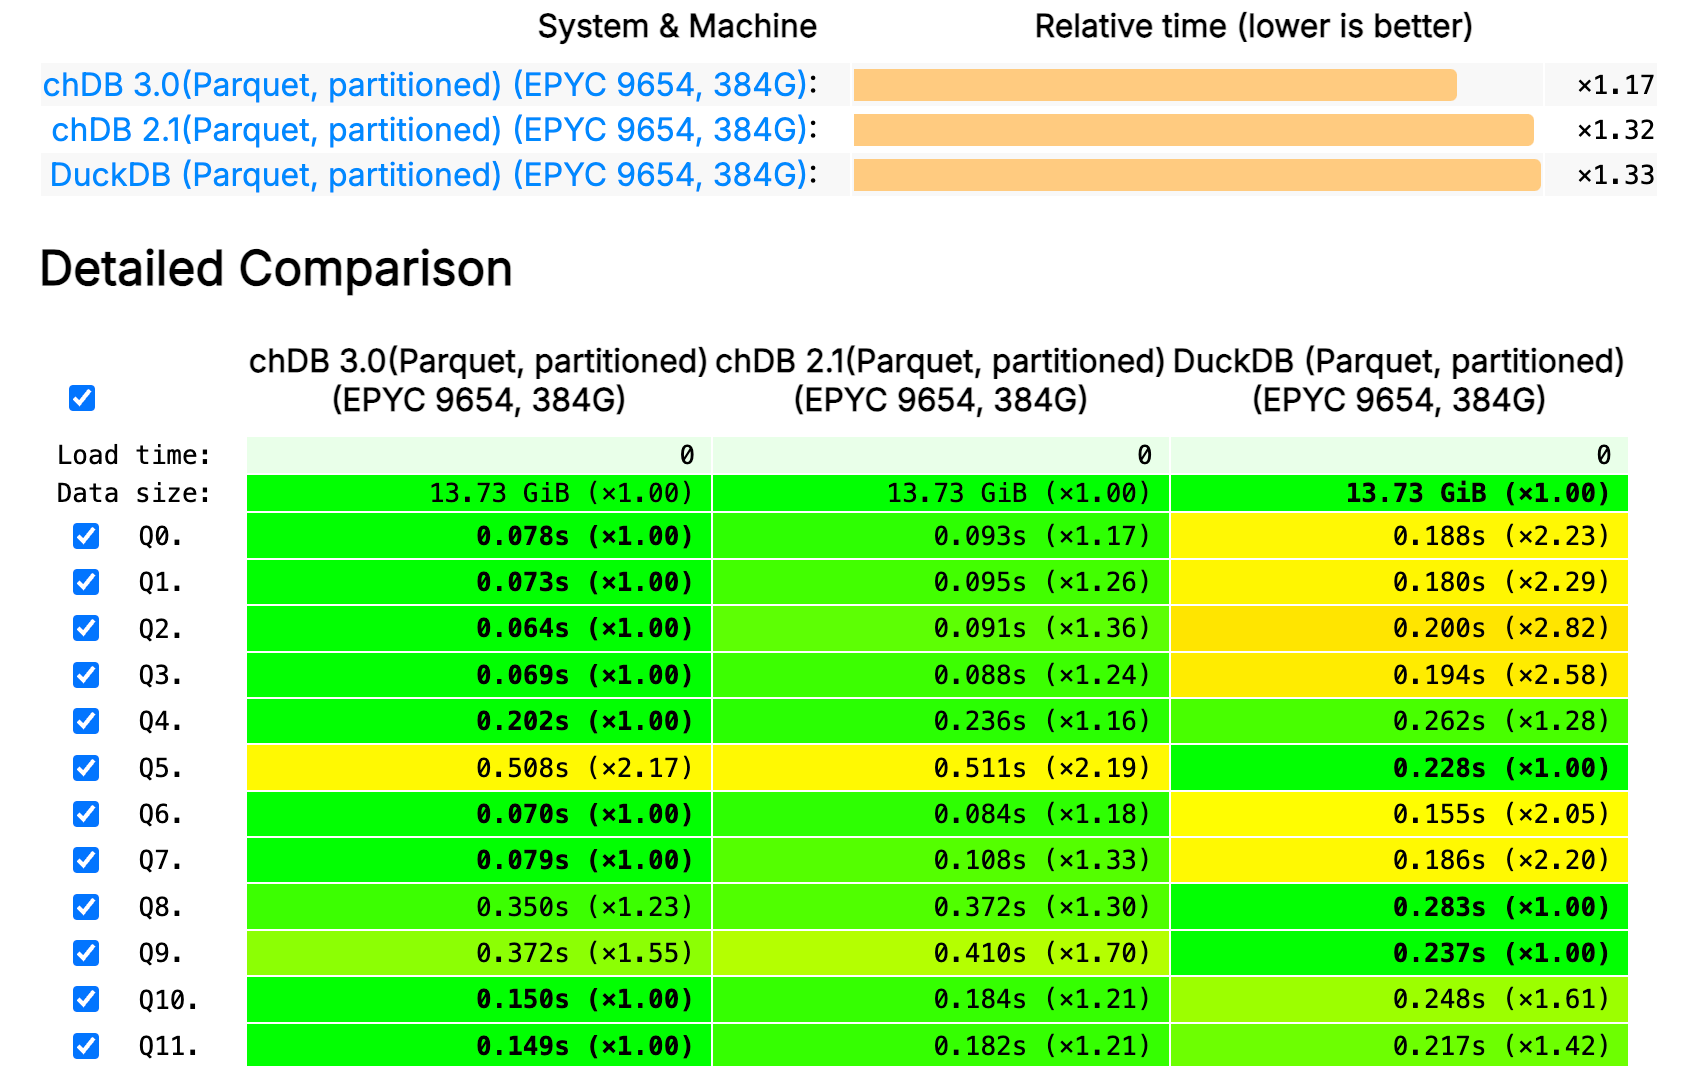 System & Machine Relative time (lower is better)
chDB 3.0(Parquet, partitioned) (EPYC 9654, 384G): ×1.17
chDB 2.1(Parquet, partitioned) (EPYC 9654, 384G): ×1.32
DuckDB (Parquet, partitioned) (EPYC 9654, 384G): ×1.33
Detailed Comparison
chDB 3.0(Parquet, partitioned) chDB 2.1(Parquet, partitioned) DuckDB (Parquet, partitioned)
(EPYC 9654, 384G) (EPYC 9654, 384G) (EPYC 9654, 384G)
Load time: 0 0 0
Data size: 13.73 GiB (×1.00) 13.73 GiB (×1.00) 13.73 GiB (×1.00)
Q0. 0.078s (×1.00) 0.093s (×1.17) 0.188s (×2.23)
Q1. 0.073s (×1.00) 0.095s (×1.26) 0.180s (×2.29)
Q2. 0.064s (×1.00) 0.091s (×1.36) 0.200s (×2.82)
Q3. 0.069s (×1.00) 0.088s (×1.24) 0.194s (×2.58)
Q4. 0.202s (×1.00) 0.236s (×1.16) 0.262s (×1.28)
Q5. 0.508s (×2.17) 0.511s (×2.19) 0.228s (×1.00)
Q6. 0.070s (×1.00) 0.084s (×1.18) 0.155s (×2.05)
Q7. 0.079s (×1.00) 0.108s (×1.33) 0.186s (×2.20)
Q8. 0.350s (×1.23) 0.372s (×1.30) 0.283s (×1.00)
Q9. 0.372s (×1.55) 0.410s (×1.70) 0.237s (×1.00)
Q10. 0.150s (×1.00) 0.184s (×1.21) 0.248s (×1.61)
Q11. 0.149s (×1.00) 0.182s (×1.21) 0.217s (×1.42)